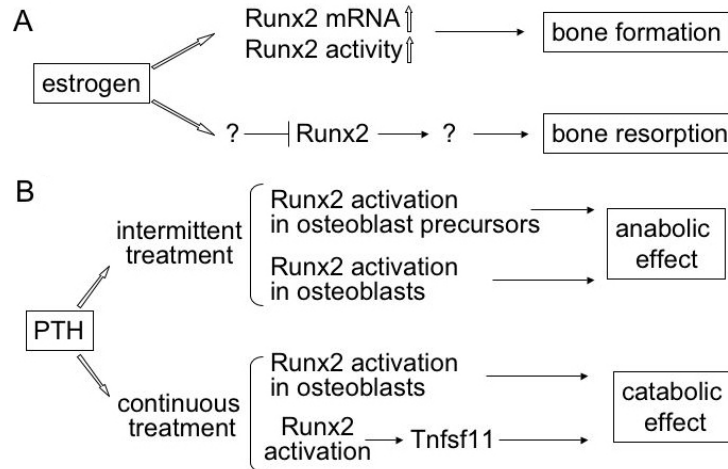 A
Runx2 mRNA
Runx2 activity
bone formation
estrogen
? Runx2 ? bone resorption
B
intermittent
treatment
Runx2 activation
in osteoblast precursors
Runx2 activation
in osteoblasts
anabolic
effect
PTH
continuous
treatment
Runx2 activation
in osteoblasts
Runx2
activation
Tnfsf11
catabolic
effect